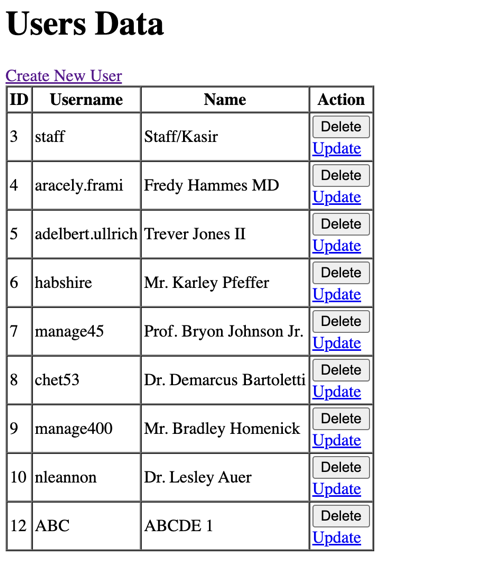 Users Data
Create New User
ID Username Name Action
3 staff Staff/Kasir Delete
Update
4 aracely.frami Fredy Hammes MD Delete
Update
5 adelbert.ullrich Trever Jones II Delete
Update
6 habshire Mr. Karley Pfeffer Delete
Update
7 manage45 Prof. Bryon Johnson Jr. Delete
Update
8 chet53 Dr. Demarcus Bartoletti Delete
Update
9 manage400 Mr. Bradley Homenick Delete
Update
10 nleannon Dr. Lesley Auer Delete
Update
12 ABC ABCDE 1 Delete
Update